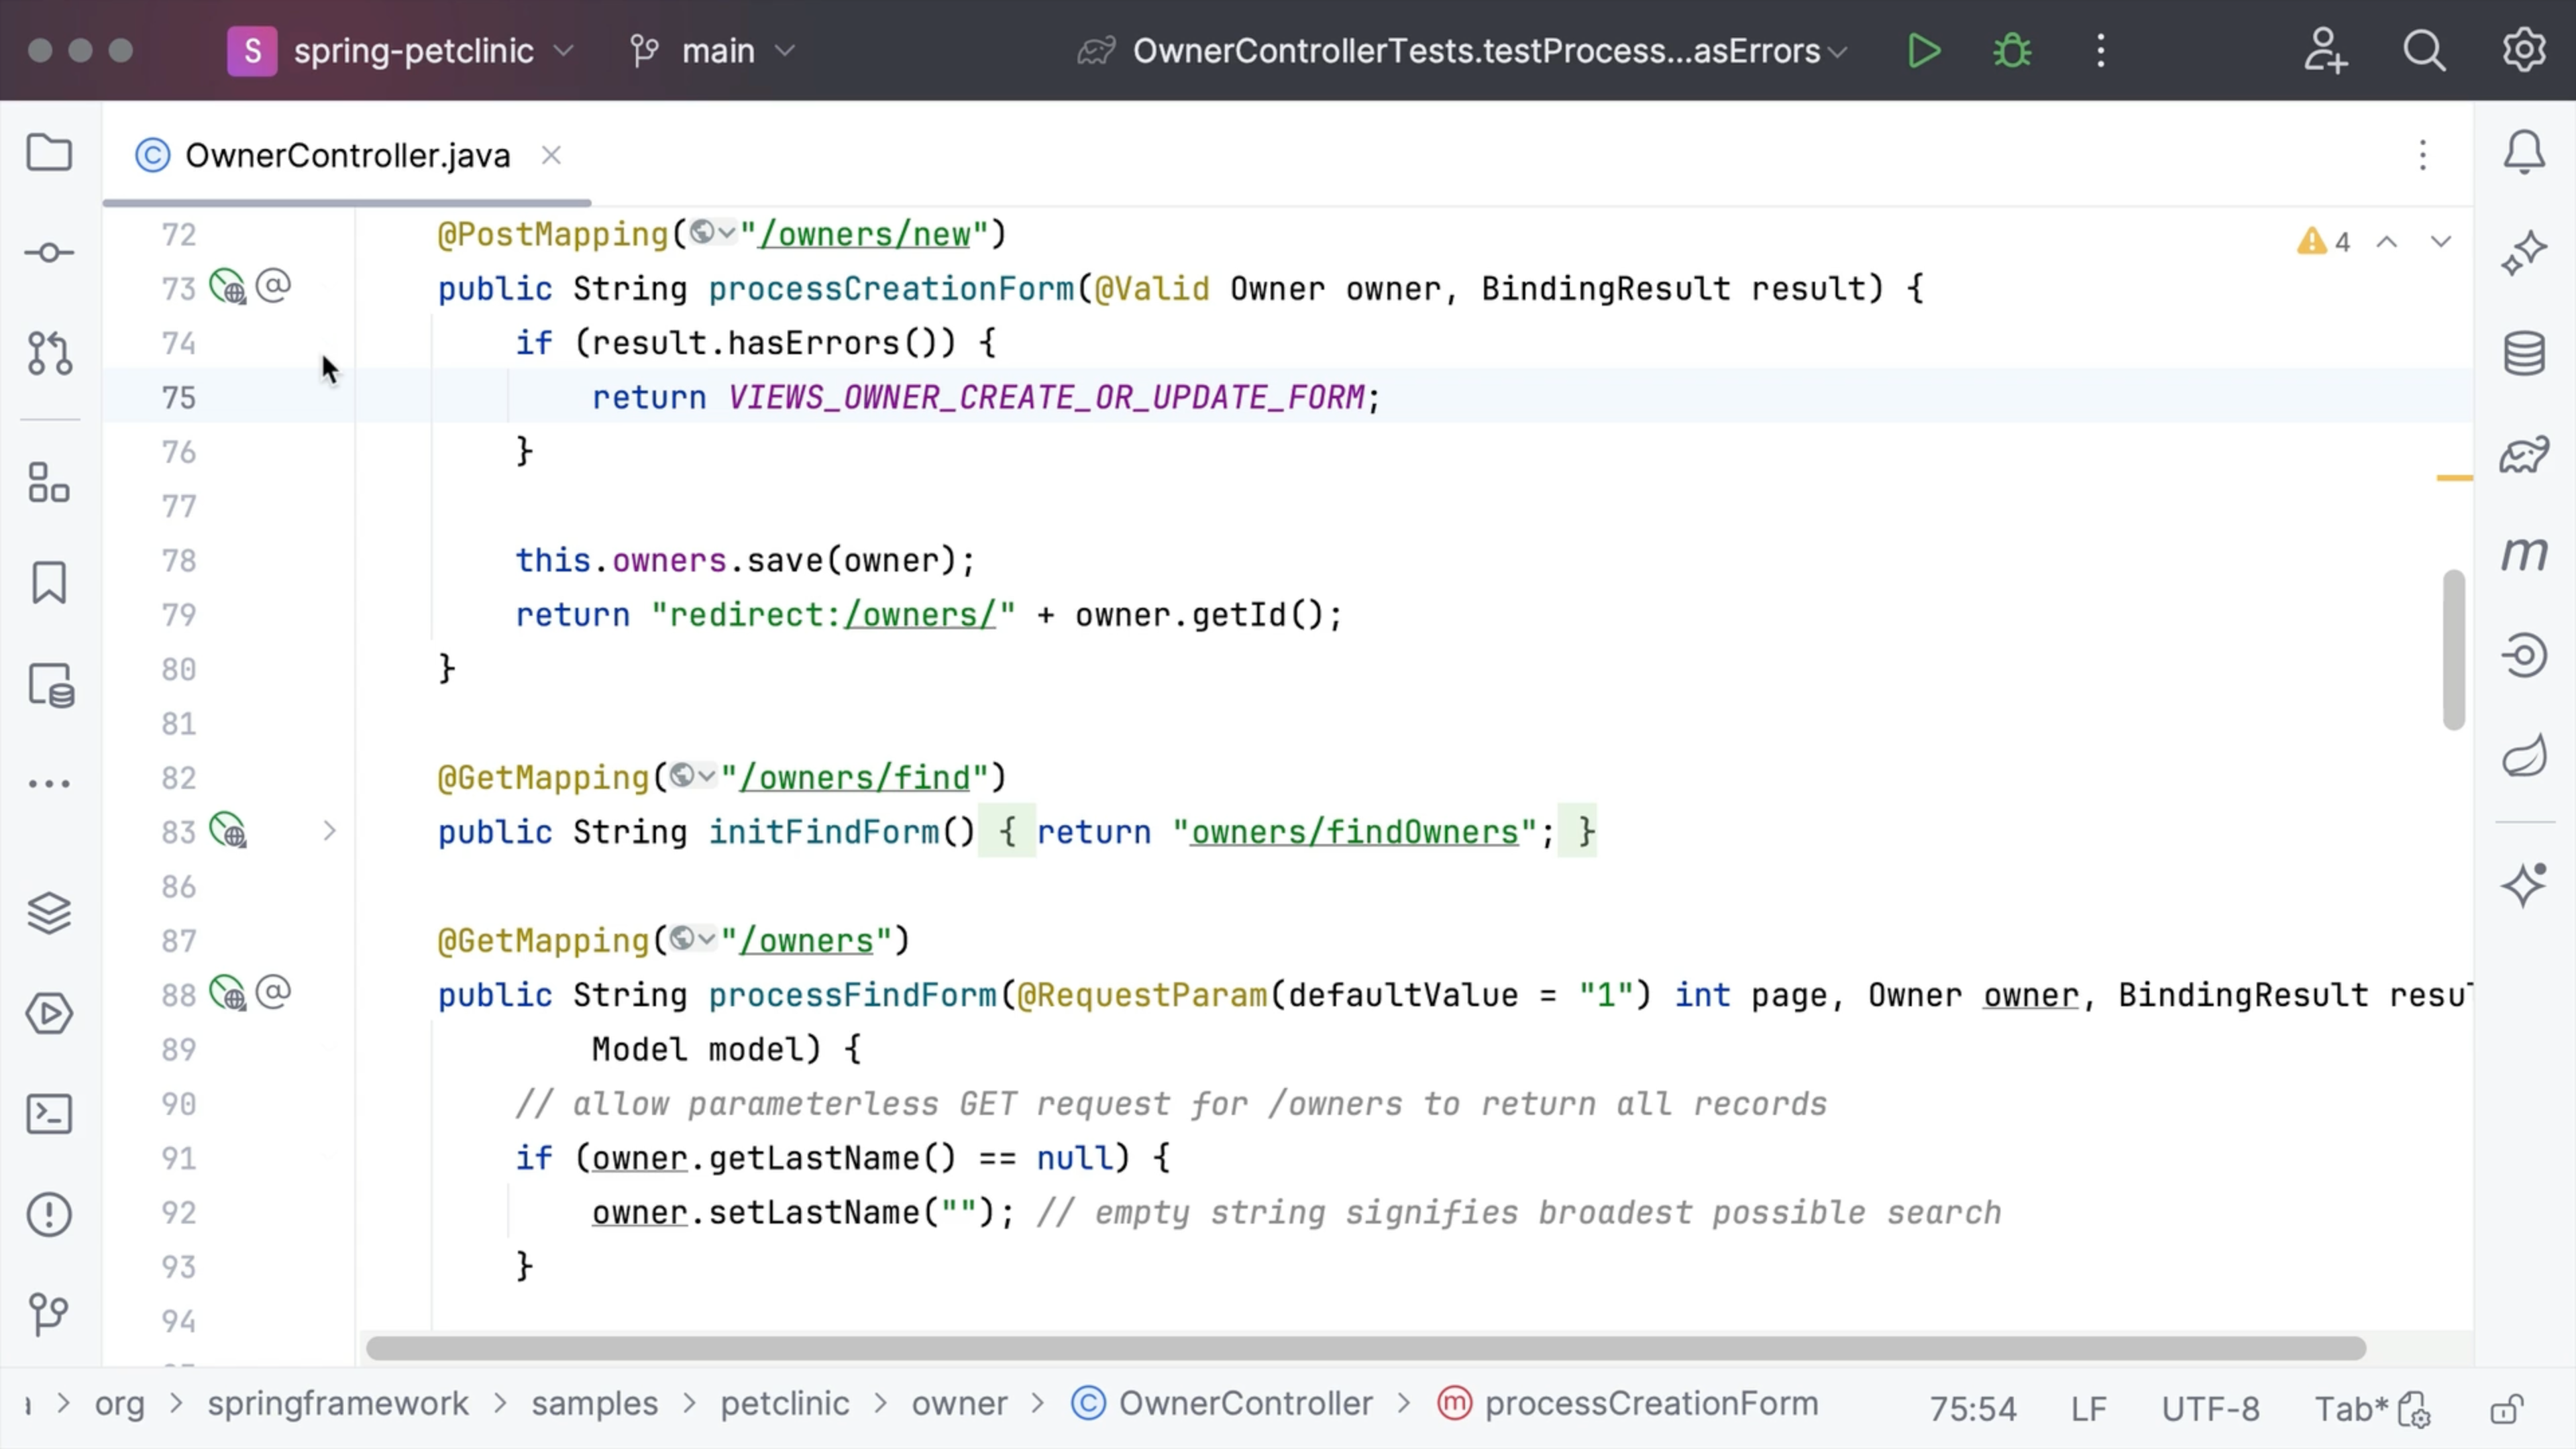 S spring-petclinic main OwnerControllerTests.testProcess...asErrors
OwnerController.java
4
72 @PostMapping("/owners/new")
73 @ public String processCreationForm(@Valid Owner owner, BindingResult result) {
74 if (result.hasErrors()) {
75 return VIEWS_OWNER_CREATE_OR_UPDATE_FORM;
76 }
77
78 this.owners.save(owner);
79 return "redirect:/owners/" + owner.getId();
80 }
81
82 @GetMapping("/owners/find")
83 public String initFindForm() { return "owners/findOwners"; }
86
87 @GetMapping("/owners")
88 @ public String processFindForm(@RequestParam(defaultValue = "1") int page, Owner owner, BindingResult
89 Model model) {
90 // allow parameterless GET request for /owners to return all records
91 if (owner.getLastName() == null) {
92 owner.setLastName(""); // empty string signifies broadest possible search
93 }
94
org > springframework > samples > petclinic > owner > OwnerController > processCreationForm 75:54 LF UTF-8 Tab*